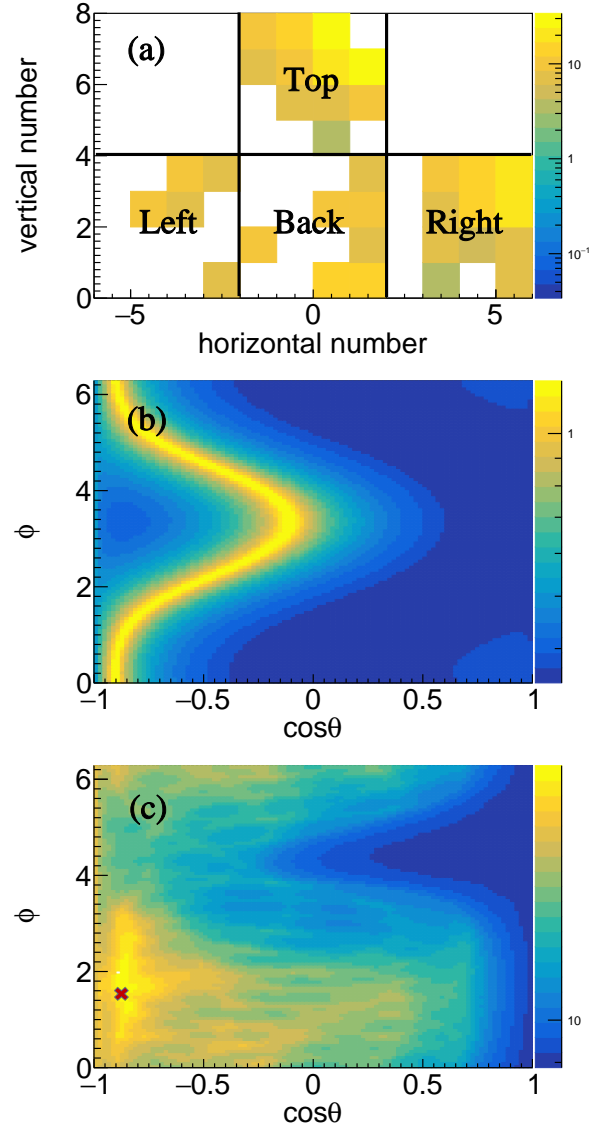 (a)
Top
Left
Back
Right
vertical number
8
6
4
2
0
−5
0
5
horizontal number
10
1
10⁻¹
(b)
ϕ
6
4
2
0
−1
−0.5
0
0.5
1
cosθ
1
(c)
ϕ
6
4
2
0
−1
−0.5
0
0.5
1
cosθ
10